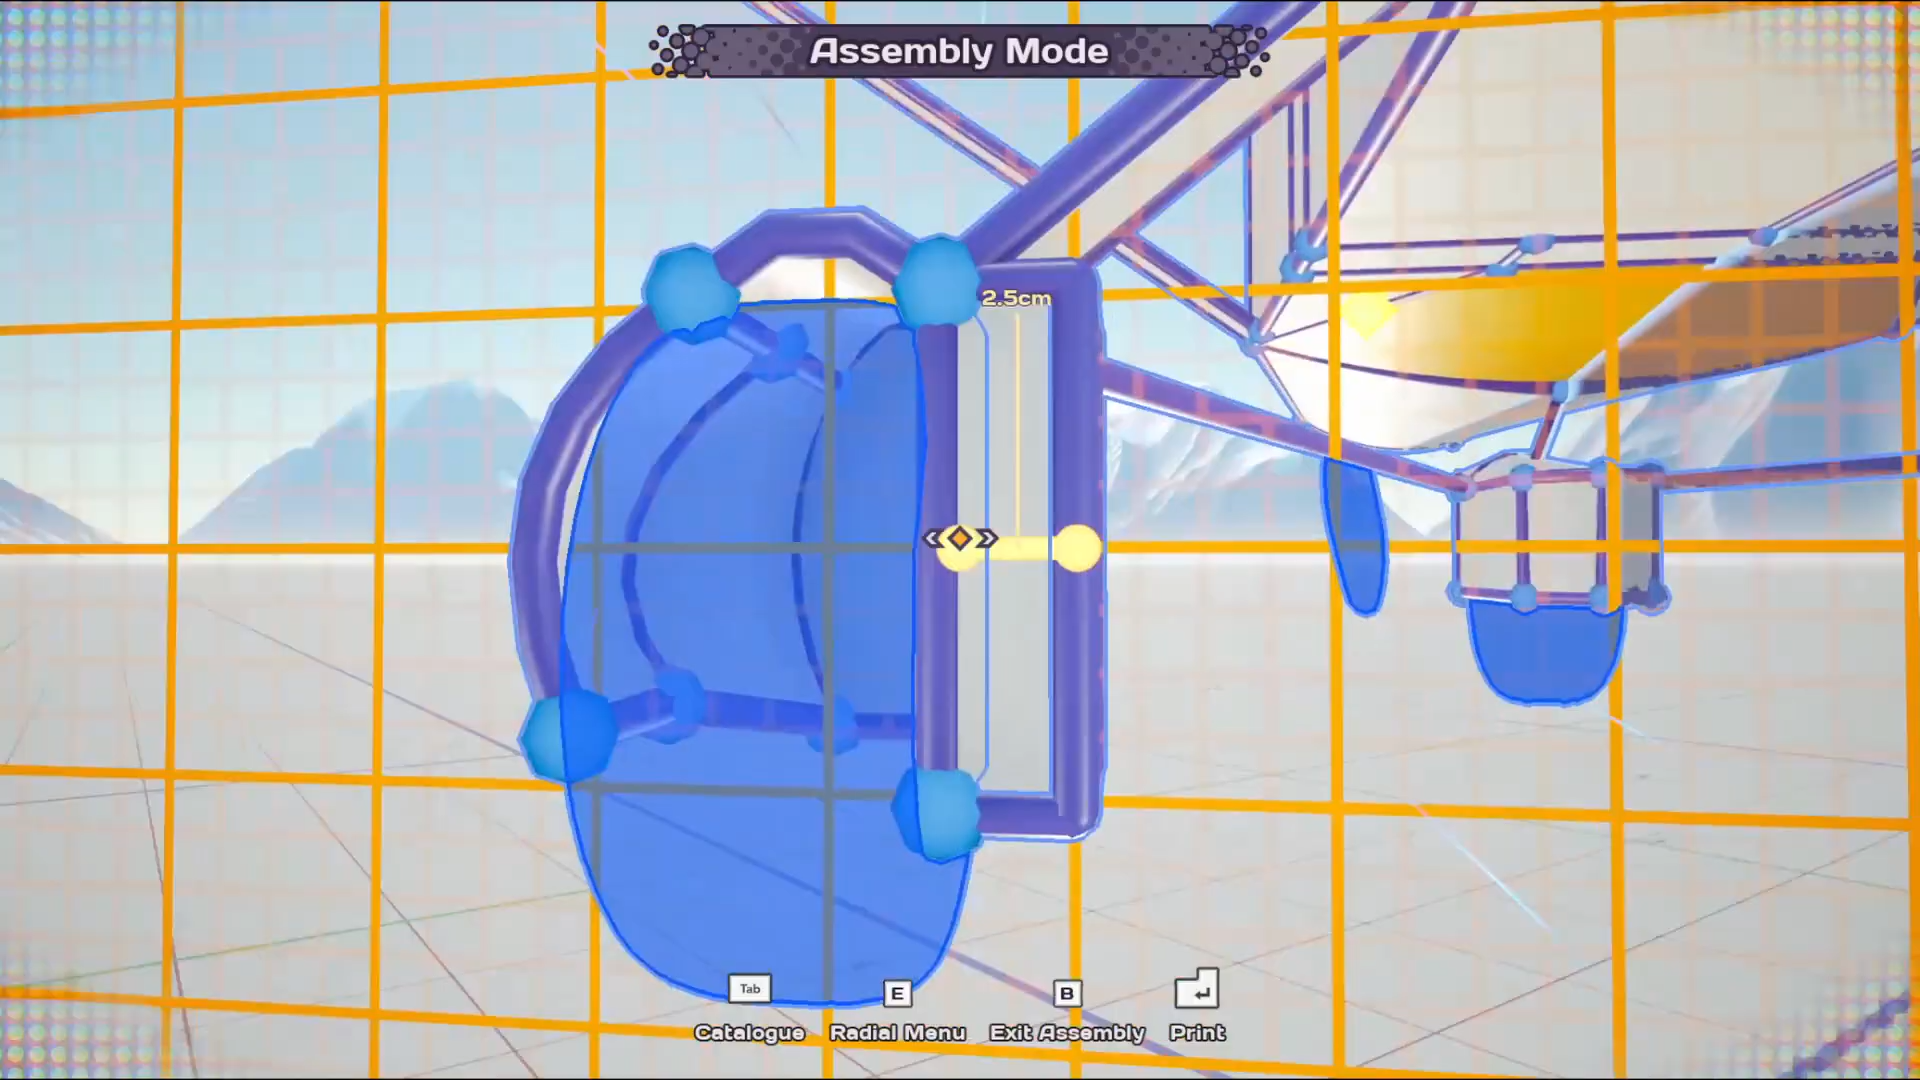 Assembly Mode
2.5cm
Tab
E
B
Catalogue
Radial Menu
Exit Assembly
Print